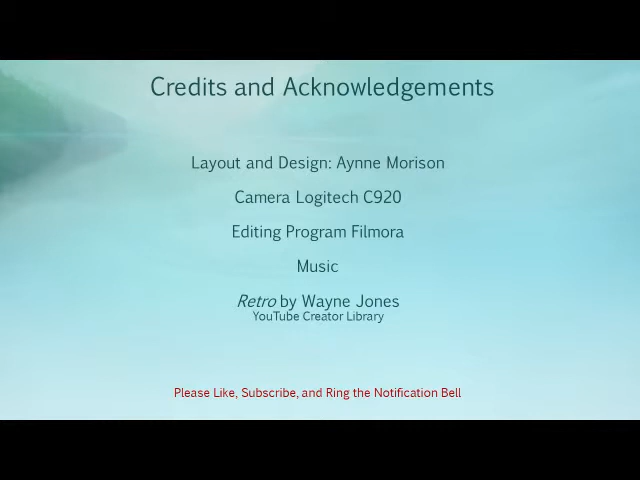 Credits and Acknowledgements
Layout and Design: Aynne Morison
Camera Logitech C920
Editing Program Filmora
Music
Retro by Wayne Jones
YouTube Creator Library
Please Like, Subscribe, and Ring the Notification Bell